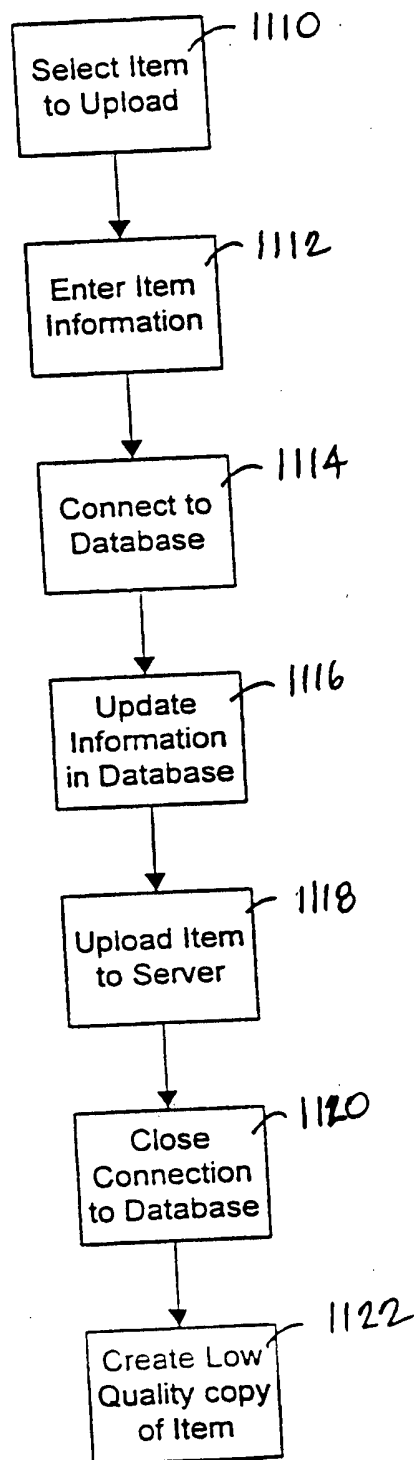 1110
Select Item
to Upload
1112
Enter Item
Information
1114
Connect to
Database
1116
Update
Information
in Database
1118
Upload Item
to Server
1120
Close
Connection
to Database
1122
Create Low
Quality copy
of Item